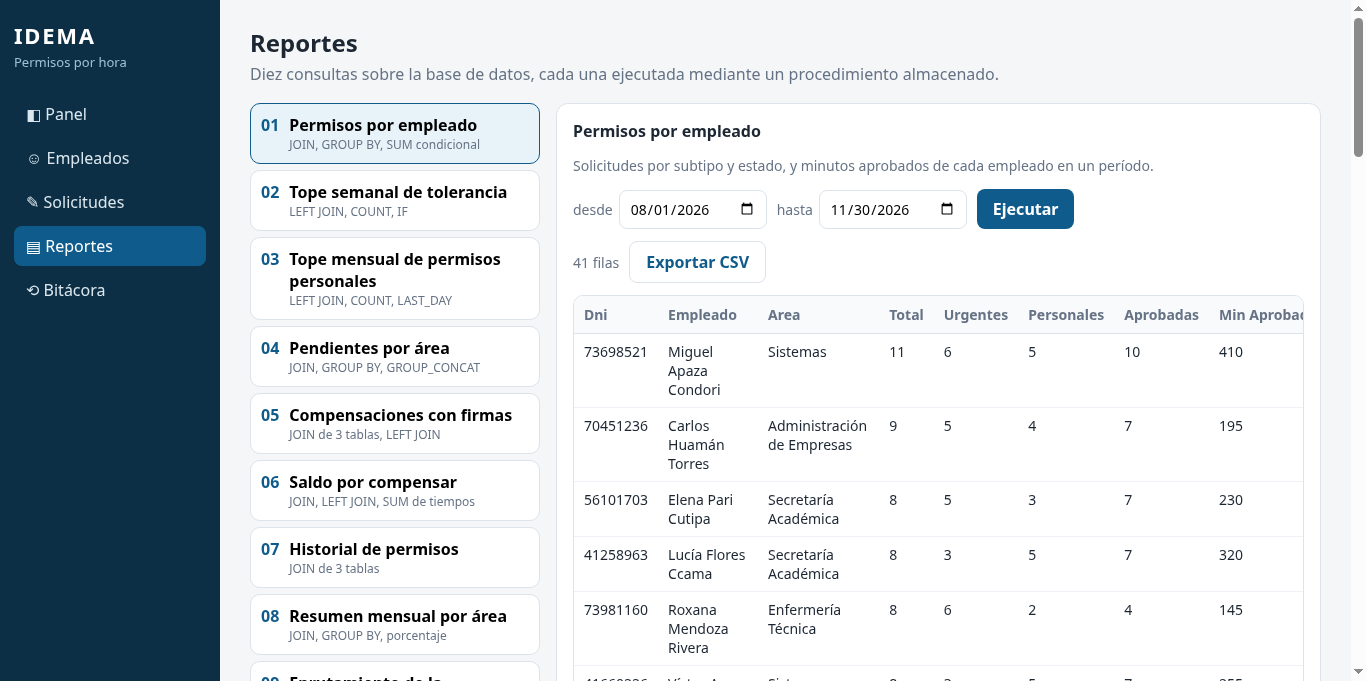 IDEMA
Permisos por hora
Panel
Empleados
Solicitudes
Reportes
Bitácora
Reportes
Diez consultas sobre la base de datos, cada una ejecutada mediante un procedimiento almacenado.
01 Permisos por empleado
JOIN, GROUP BY, SUM condicional
02 Tope semanal de tolerancia
LEFT JOIN, COUNT, IF
03 Tope mensual de permisos
personales
LEFT JOIN, COUNT, LAST_DAY
04 Pendientes por área
JOIN, GROUP BY, GROUP_CONCAT
05 Compensaciones con firmas
JOIN de 3 tablas, LEFT JOIN
06 Saldo por compensar
JOIN, LEFT JOIN, SUM de tiempos
07 Historial de permisos
JOIN de 3 tablas
08 Resumen mensual por área
JOIN, GROUP BY, porcentaje
Permisos por empleado
Solicitudes por subtipo y estado, y minutos aprobados de cada empleado en un período.
desde 08/01/2026 hasta 11/30/2026 Ejecutar
41 filas Exportar CSV
Dni Empleado Area Total Urgentes Personales Aprobadas Min Aprobad
73698521 Miguel Sistemas 11 6 5 10 410
Apaza
Condori
70451236 Carlos Administración 9 5 4 7 195
Huamán de Empresas
Torres
56101703 Elena Pari Secretaría 8 5 3 7 230
Cutipa Académica
41258963 Lucía Flores Secretaría 8 3 5 7 320
Ccama Académica
73981160 Roxana Enfermería 8 6 2 4 145
Mendoza Técnica
Rivera